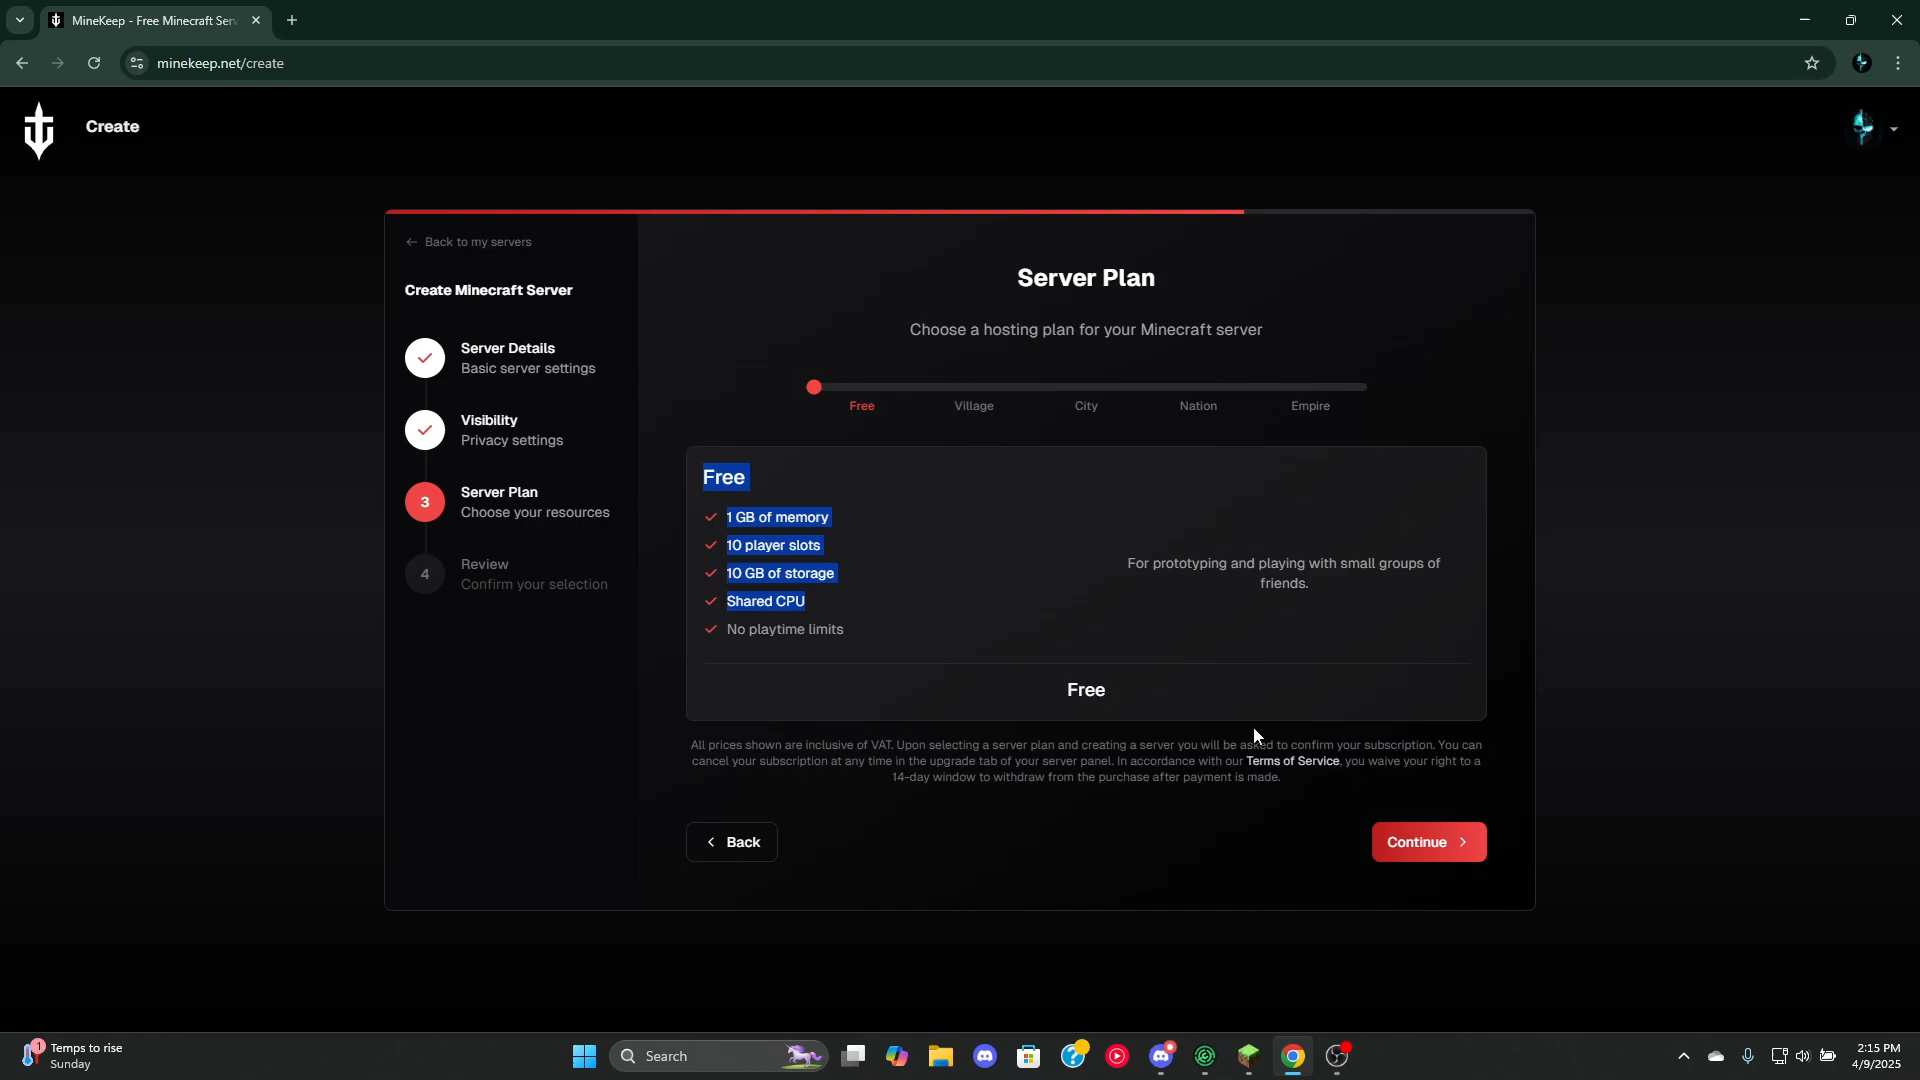 MineKeep - Free Minecraft Serv
minekeep.net/create
Create
Back to my servers
Create Minecraft Server
Server Details
Basic server settings
Visibility
Privacy settings
3
Server Plan
Choose your resources
4
Review
Confirm your selection
Server Plan
Choose a hosting plan for your Minecraft server
Free
Village
City
Nation
Empire
Free
1 GB of memory
10 player slots
10 GB of storage
Shared CPU
No playtime limits
For prototyping and playing with small groups of
friends.
Free
All prices shown are inclusive of VAT. Upon selecting a server plan and creating a server you will be asked to confirm your subscription. You can
cancel your subscription at any time in the upgrade tab of your server panel. In accordance with our Terms of Service, you waive your right to a
14-day window to withdraw from the purchase after payment is made.
Back
Continue
1
Temps to rise
Sunday
Search
2:15 PM
4/9/2025